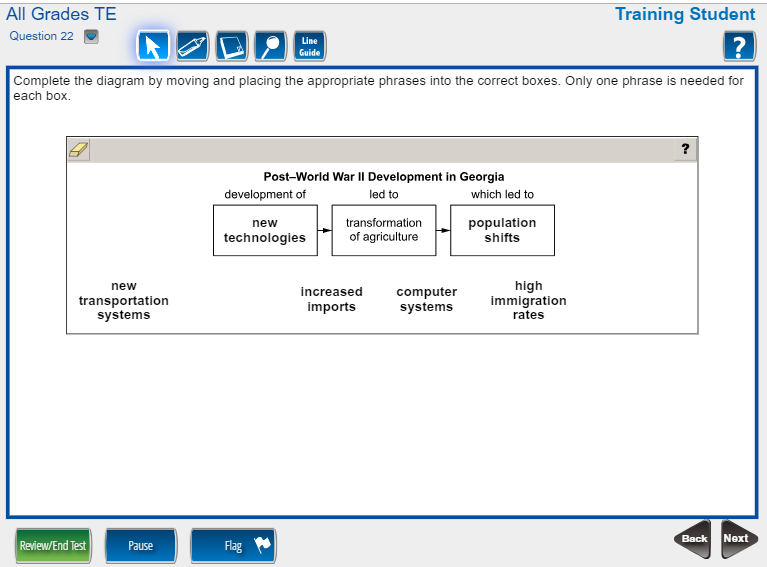 All Grades TE
Training Student
Question 22
Line
Guide
?
Complete the diagram by moving and placing the appropriate phrases into the correct boxes. Only one phrase is needed for
each box.
?
Post–World War II Development in Georgia
development of
led to
which led to
new
technologies
transformation
of agriculture
population
shifts
new
transportation
systems
increased
imports
computer
systems
high
immigration
rates
Review/End Test
Pause
Flag
Back
Next